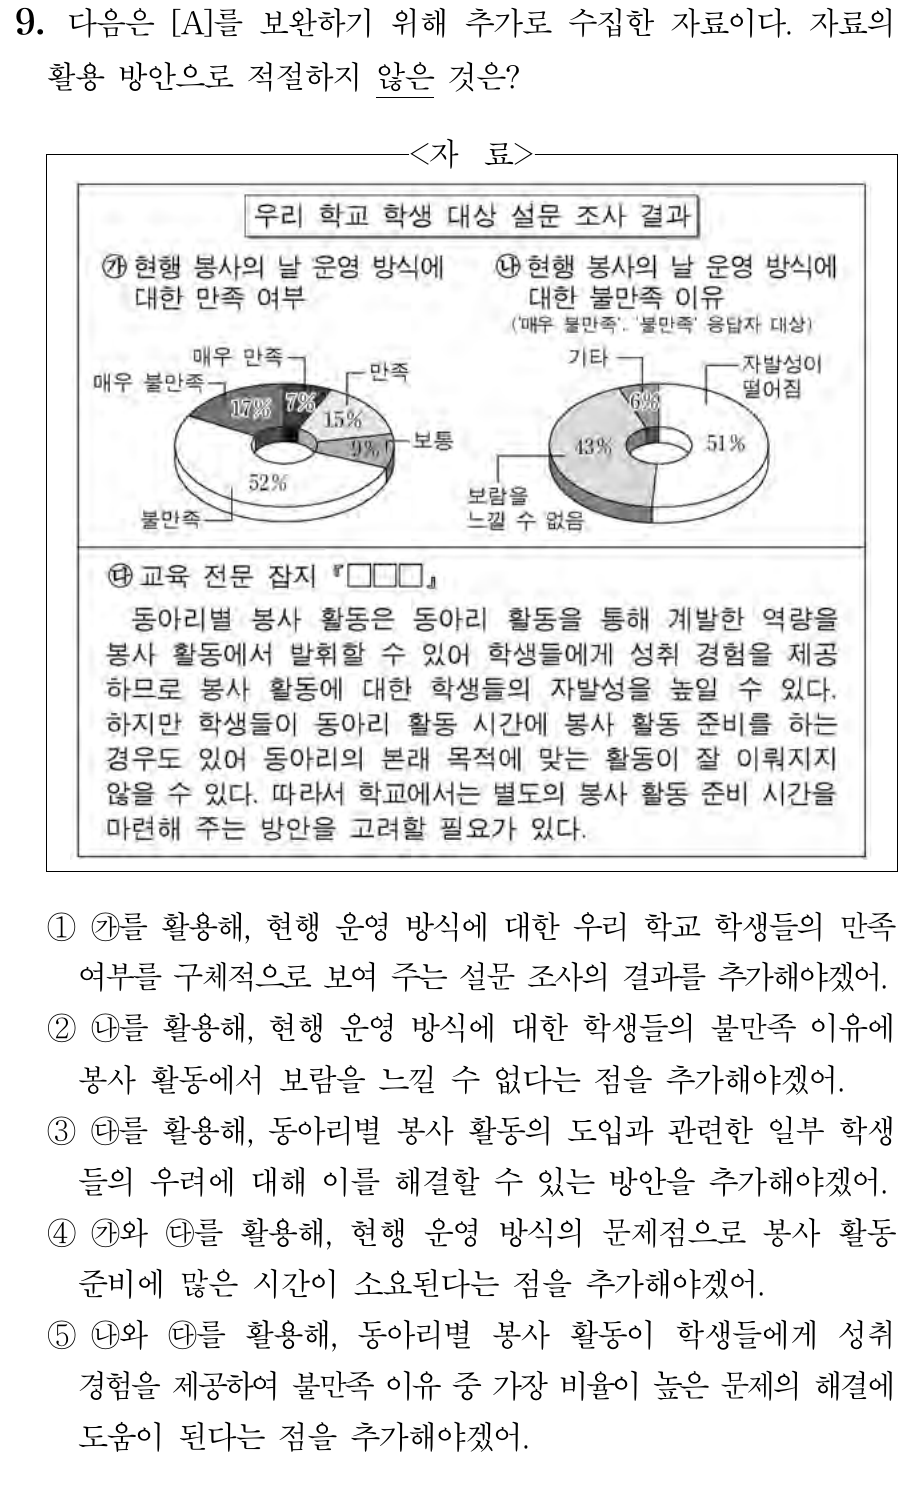 9. 다음은 [A]를 보완하기 위해 추가로 수집한 자료이다. 자료의
활용 방안으로 적절하지 않은 것은?
<자 료>
우리 학교 학생 대상 설문 조사 결과
㉮ 현행 봉사의 날 운영 방식에
대한 만족 여부
매우 만족
매우 불만족
만족
17%
7%
15%
보통
9%
52%
불만족
㉯ 현행 봉사의 날 운영 방식에
대한 불만족 이유
('매우 불만족', '불만족' 응답자 대상)
기타
자발성이
떨어짐
6%
43%
51%
보람을
느낄 수 없음
㉰ 교육 전문 잡지 『□□□』
동아리별 봉사 활동은 동아리 활동을 통해 계발한 역량을
봉사 활동에서 발휘할 수 있어 학생들에게 성취 경험을 제공
하므로 봉사 활동에 대한 학생들의 자발성을 높일 수 있다.
하지만 학생들이 동아리 활동 시간에 봉사 활동 준비를 하는
경우도 있어 동아리의 본래 목적에 맞는 활동이 잘 이뤄지지
않을 수 있다. 따라서 학교에서는 별도의 봉사 활동 준비 시간을
마련해 주는 방안을 고려할 필요가 있다.
① ㉮를 활용해, 현행 운영 방식에 대한 우리 학교 학생들의 만족
여부를 구체적으로 보여 주는 설문 조사의 결과를 추가해야겠어.
② ㉯를 활용해, 현행 운영 방식에 대한 학생들의 불만족 이유에
봉사 활동에서 보람을 느낄 수 없다는 점을 추가해야겠어.
③ ㉰를 활용해, 동아리별 봉사 활동의 도입과 관련한 일부 학생
들의 우려에 대해 이를 해결할 수 있는 방안을 추가해야겠어.
④ ㉮와 ㉰를 활용해, 현행 운영 방식의 문제점으로 봉사 활동
준비에 많은 시간이 소요된다는 점을 추가해야겠어.
⑤ ㉯와 ㉰를 활용해, 동아리별 봉사 활동이 학생들에게 성취
경험을 제공하여 불만족 이유 중 가장 비율이 높은 문제의 해결에
도움이 된다는 점을 추가해야겠어.